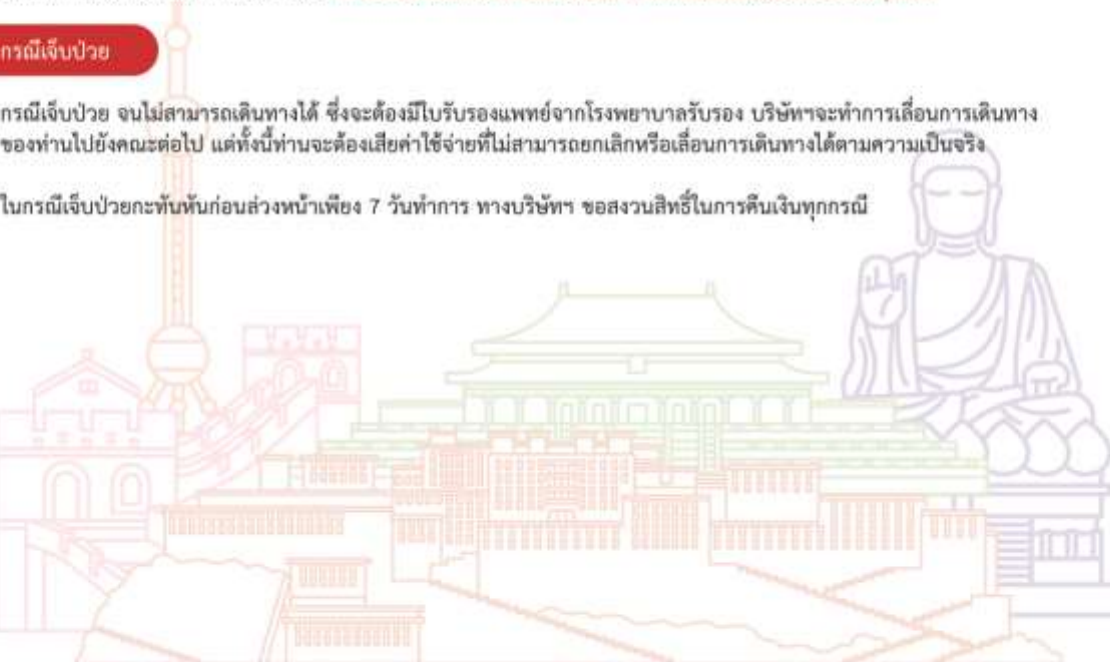 กรณีเจ็บป่วย
กรณีเจ็บป่วย จนไม่สามารถเดินทางได้ ซึ่งจะต้องมีใบรับรองแพทย์จากโรงพยาบาลรับรอง บริษัทฯจะทำการเลื่อนการเดินทาง
ของท่านไปยังคณะต่อไป แต่ทั้งนี้ท่านจะต้องเสียค่าใช้จ่ายที่ไม่สามารถยกเลิกหรือเลื่อนการเดินทางได้ตามความเป็นจริง
ในกรณีเจ็บป่วยกะทันหันก่อนล่วงหน้าเพียง 7 วันทำการ ทางบริษัทฯ ขอสงวนสิทธิ์ในการคืนเงินทุกกรณี